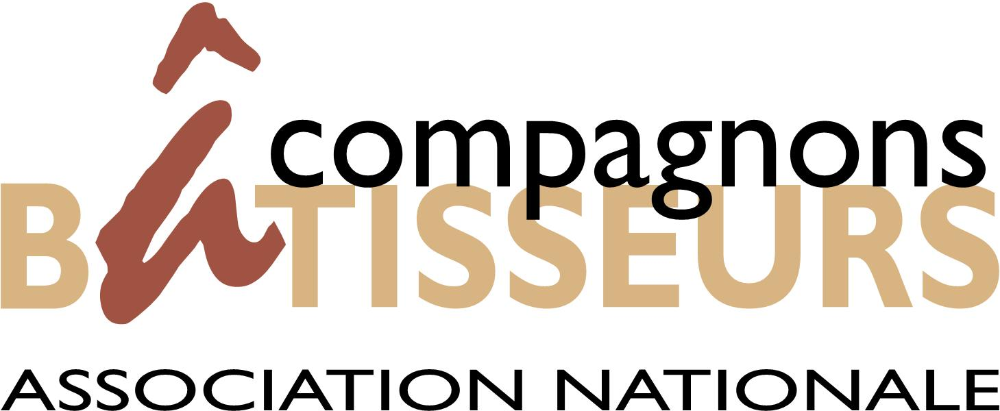 compagnons
BâTISSEURS
ASSOCIATION NATIONALE